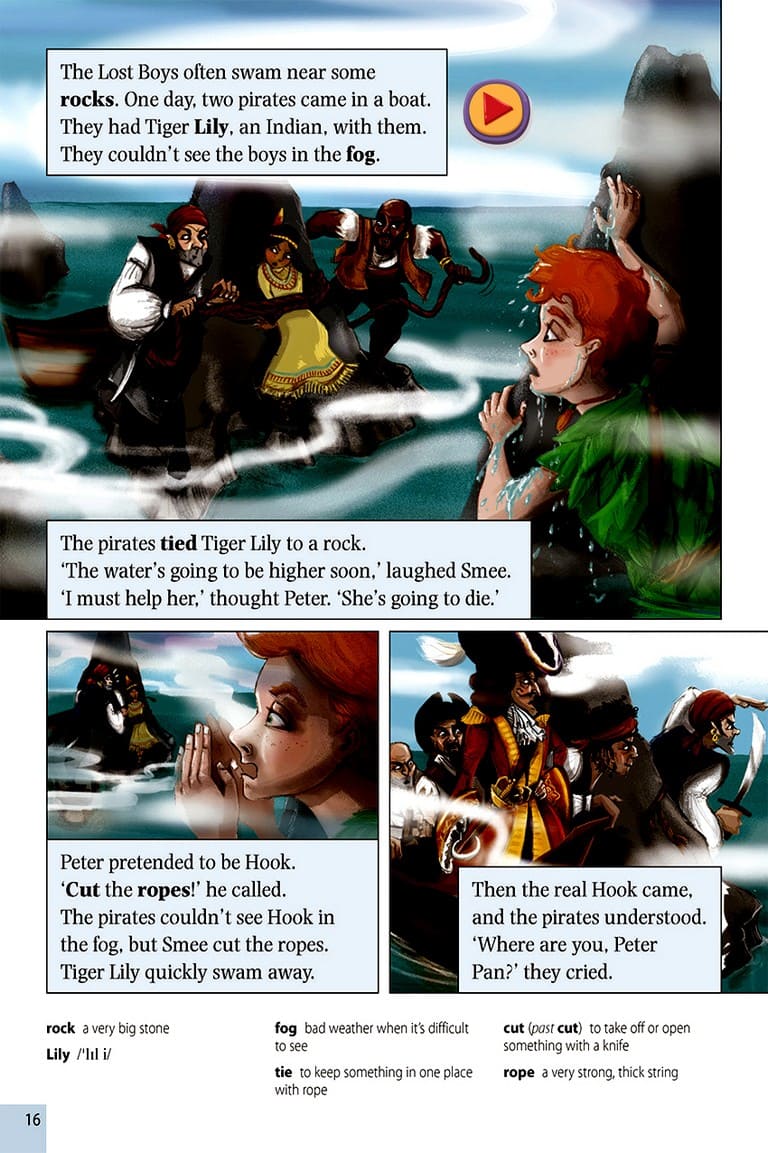 The Lost Boys often swam near some
rocks. One day, two pirates came in a boat.
They had Tiger Lily, an Indian, with them.
They couldn't see the boys in the fog.
The pirates tied Tiger Lily to a rock.
‘The water's going to be higher soon,’ laughed Smee.
‘I must help her,’ thought Peter. ‘She's going to die.’
Peter pretended to be Hook.
‘Cut the ropes!’ he called.
The pirates couldn't see Hook in
the fog, but Smee cut the ropes.
Tiger Lily quickly swam away.
Then the real Hook came,
and the pirates understood.
‘Where are you, Peter
Pan?’ they cried.
rock a very big stone
Lily /ˈlɪl i/
fog bad weather when it's difficult
to see
tie to keep something in one place
with rope
cut (past cut) to take off or open
something with a knife
rope a very strong, thick string
16